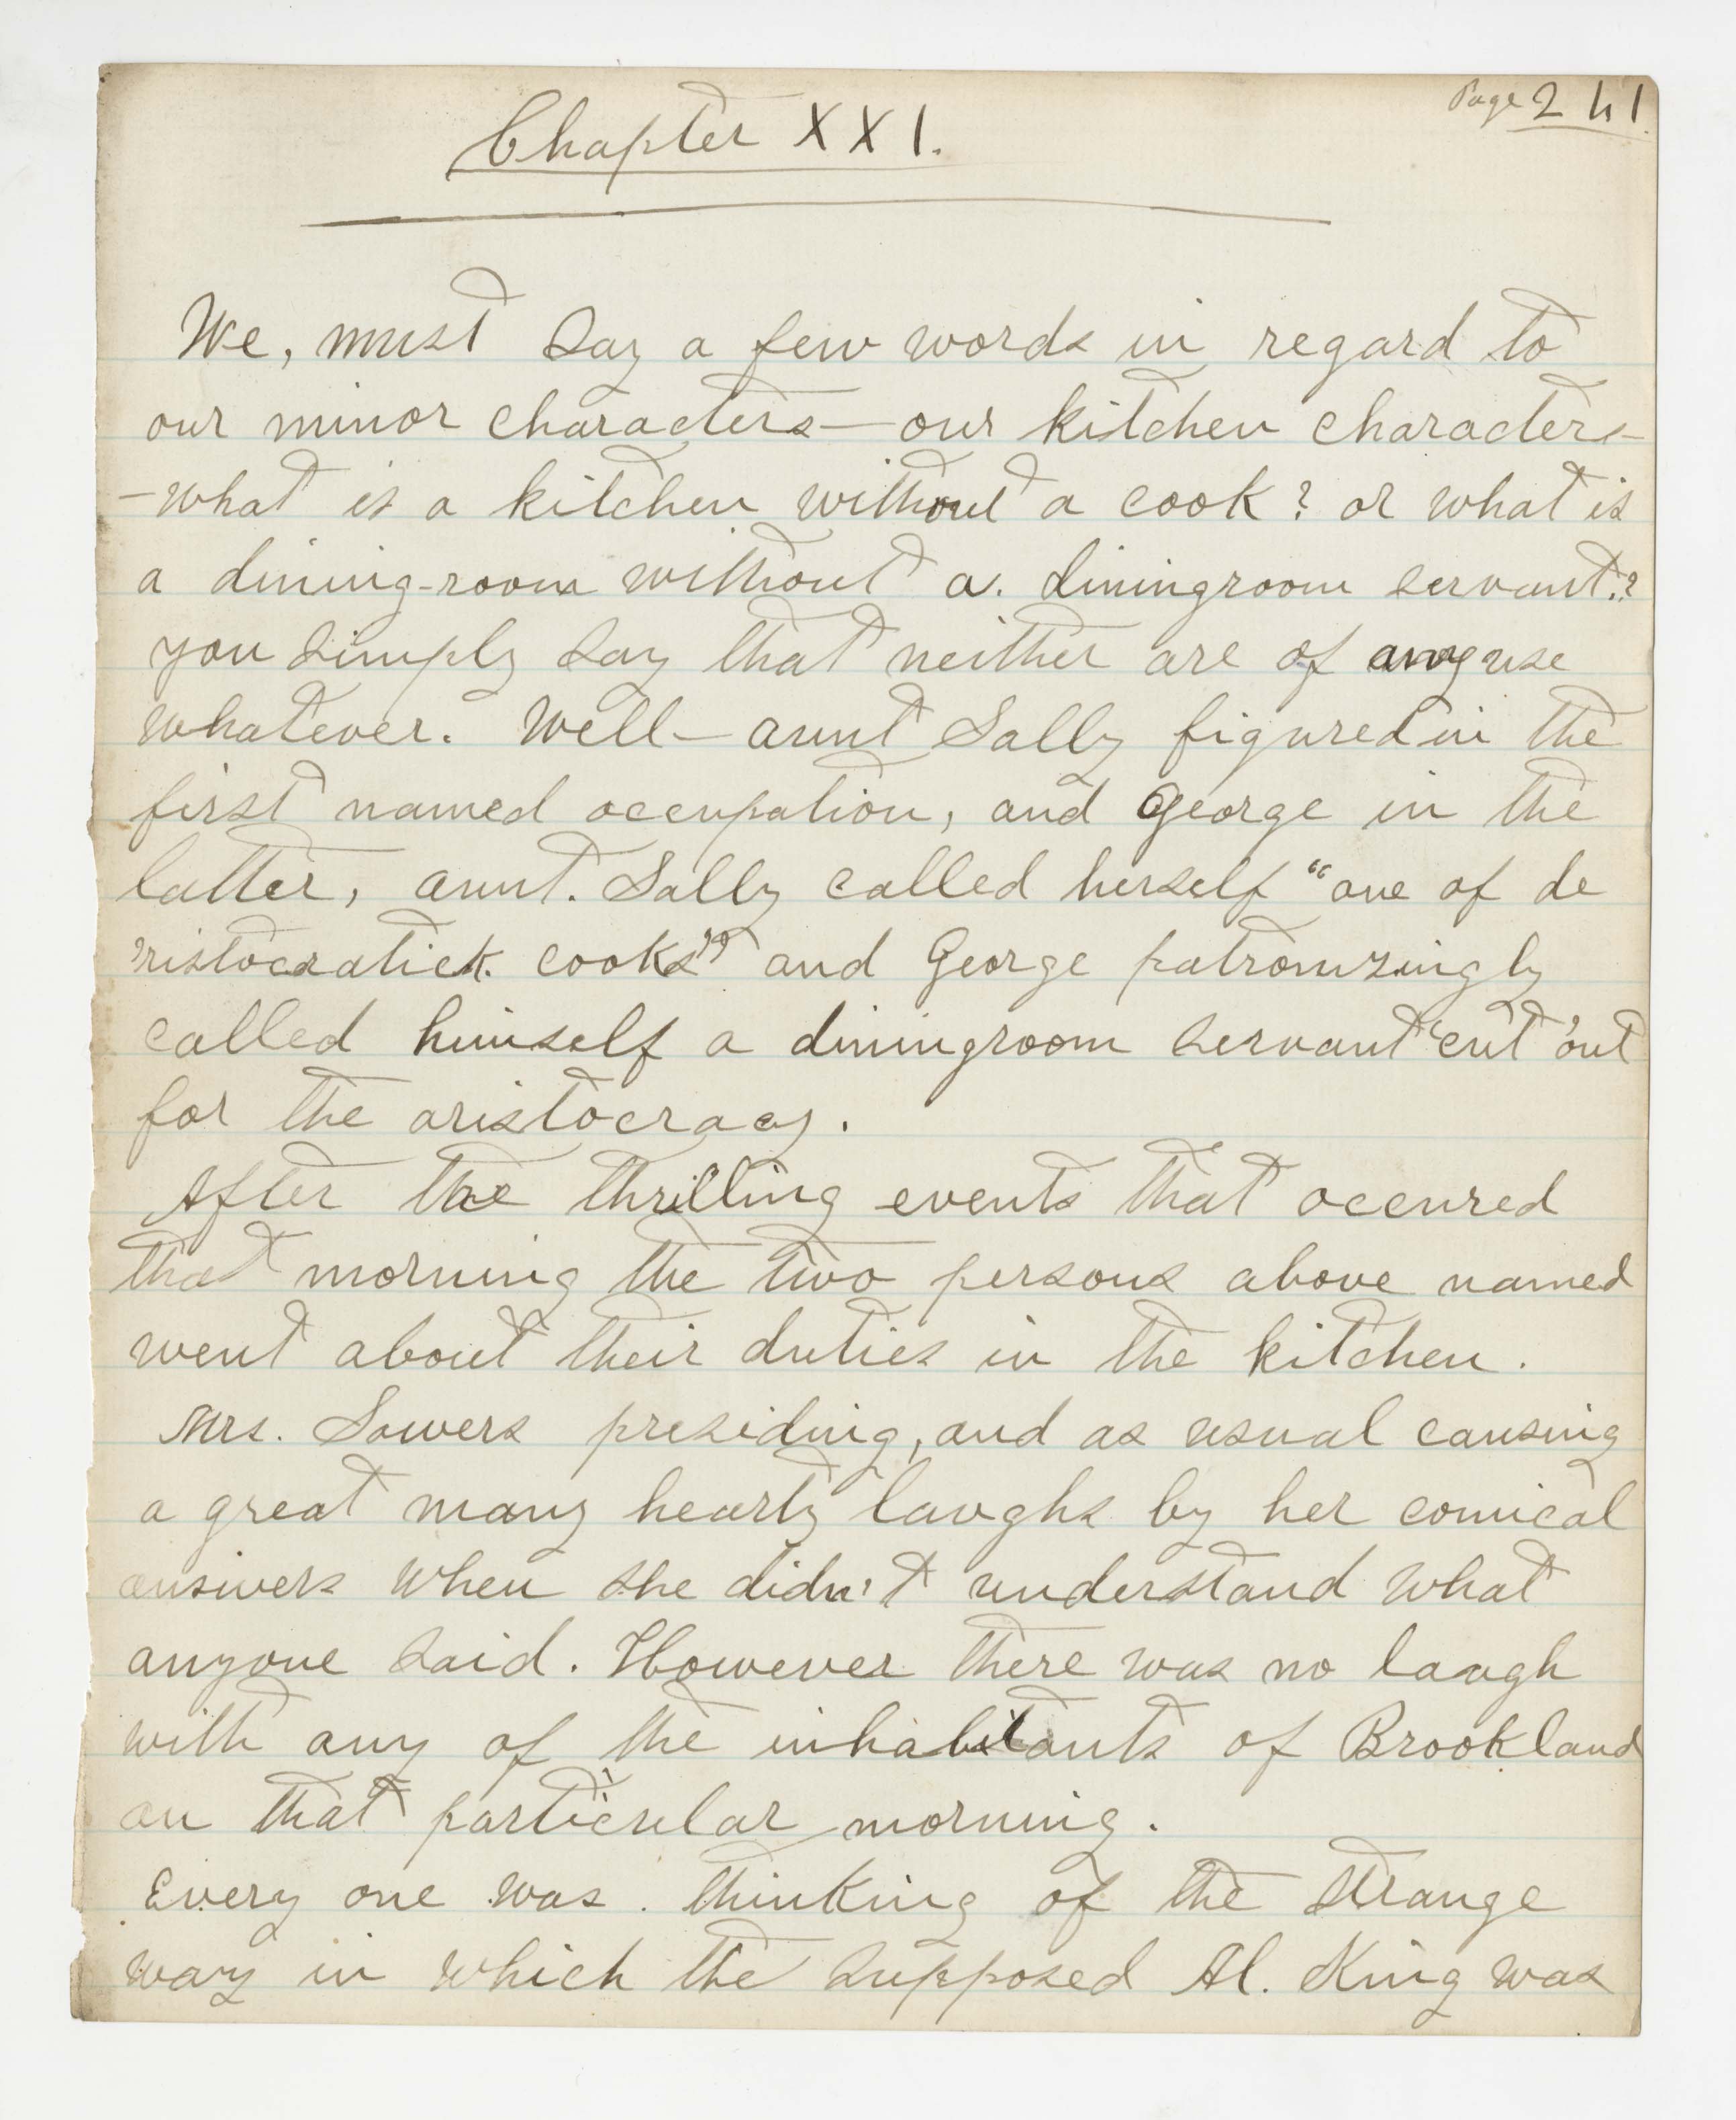 Page 241
Chapter XXI.
We, must say a few words in regard to
our minor characters — our kitchen characters —
— what is a kitchen without a cook? or what is
a dining-room without a. diningroom servant.?
you simply say that neither are of any use
whatever. Well — aunt Sally figured in the
first named occupation, and George in the
latter, aunt. Sally called herself "one of de
'ristocratick cooks" and George patronizingly
called himself a diningroom servant "cut out
for the aristocracy.
After the thrilling events that occured
that morning the two persons above named
went about their duties in the kitchen.
Mrs. Sowers presiding, and as usual causing
a great many hearty laughs by her comical
answers when she didn't understand what
anyone said. However there was no laugh
with any of the inhabitants of Brookland
on that particular morning.
Every one was thinking of the strange
way in which the supposed Al. King was